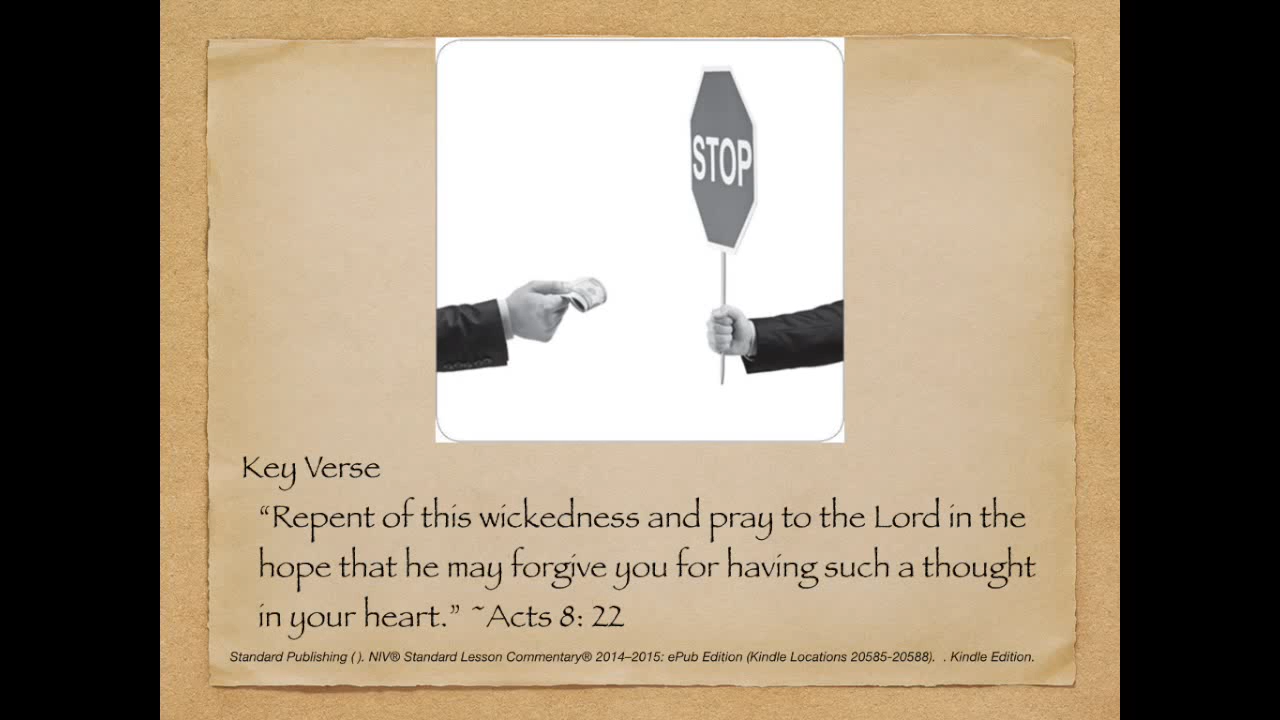 STOP
Key Verse
“Repent of this wickedness and pray to the Lord in the
hope that he may forgive you for having such a thought
in your heart.” ~Acts 8: 22
Standard Publishing ( ). NIV® Standard Lesson Commentary® 2014–2015: ePub Edition (Kindle Locations 20585-20588). . Kindle Edition.